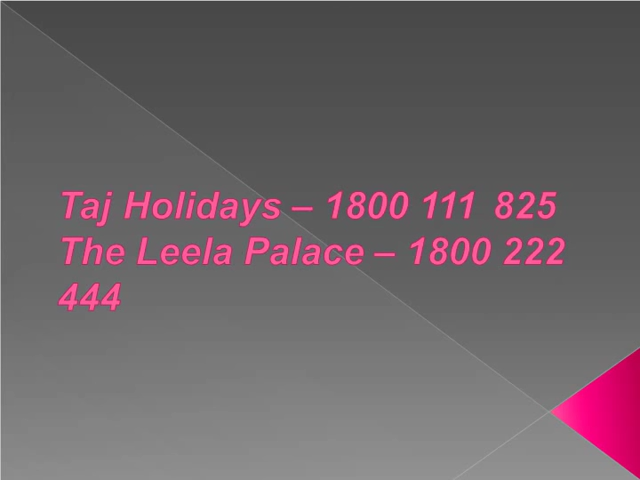 Taj Holidays – 1800 111 825
The Leela Palace – 1800 222
444